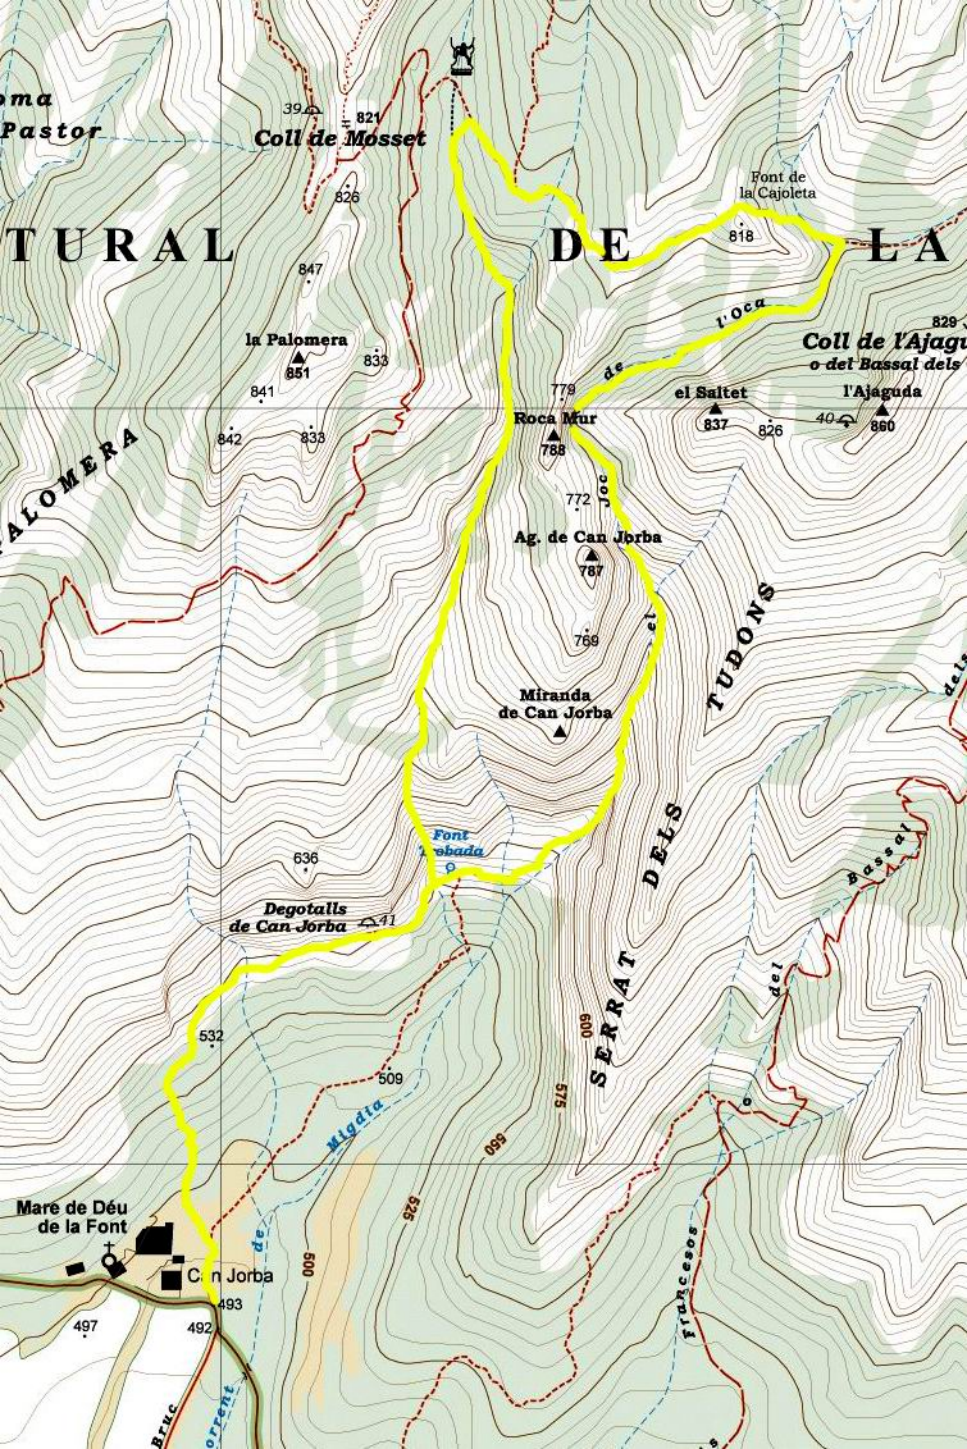 39
821
oma
Pastor
Coll de Mosset
826
Font de
la Cajoleta
818
TURAL DE LA
847
l'Oca
829
la Palomera
851
833
Coll de l'Ajagu
o del Bassal dels
de
779
841
el Saltet
837
l'Ajaguda
860
826
40
Roca Mur
788
842
833
ALOMERA
772
Joc
Ag. de Can Jorba
787
el
769
TUDONS
dels
Miranda
de Can Jorba
Font
Trobada
636
Bassal
DELS
Degotalls
de Can Jorba
41
del
SERRAT
532
600
509
575
Migdia
550
o
Mare de Déu
de la Font
525
de
500
Can Jorba
493
Francesos
497
492
Bruc
orrent
s